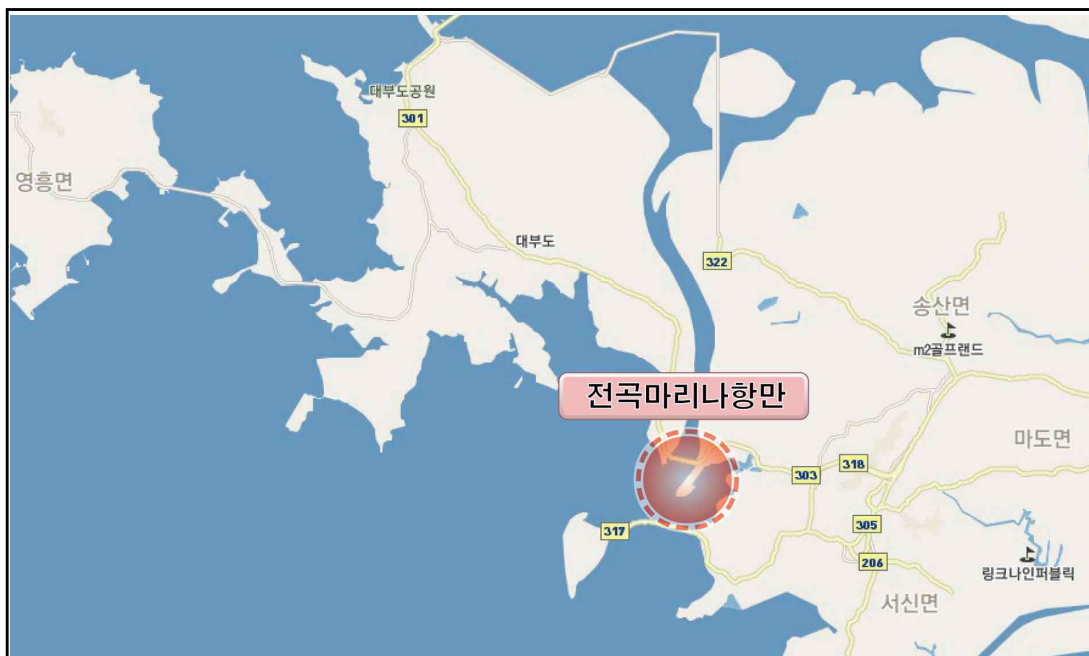 대부도공원
301
영흥면
대부도
322
송산면
m2골프랜드
전곡마리나항만
마도면
303
318
317
305
206
링크나인퍼블릭
서신면